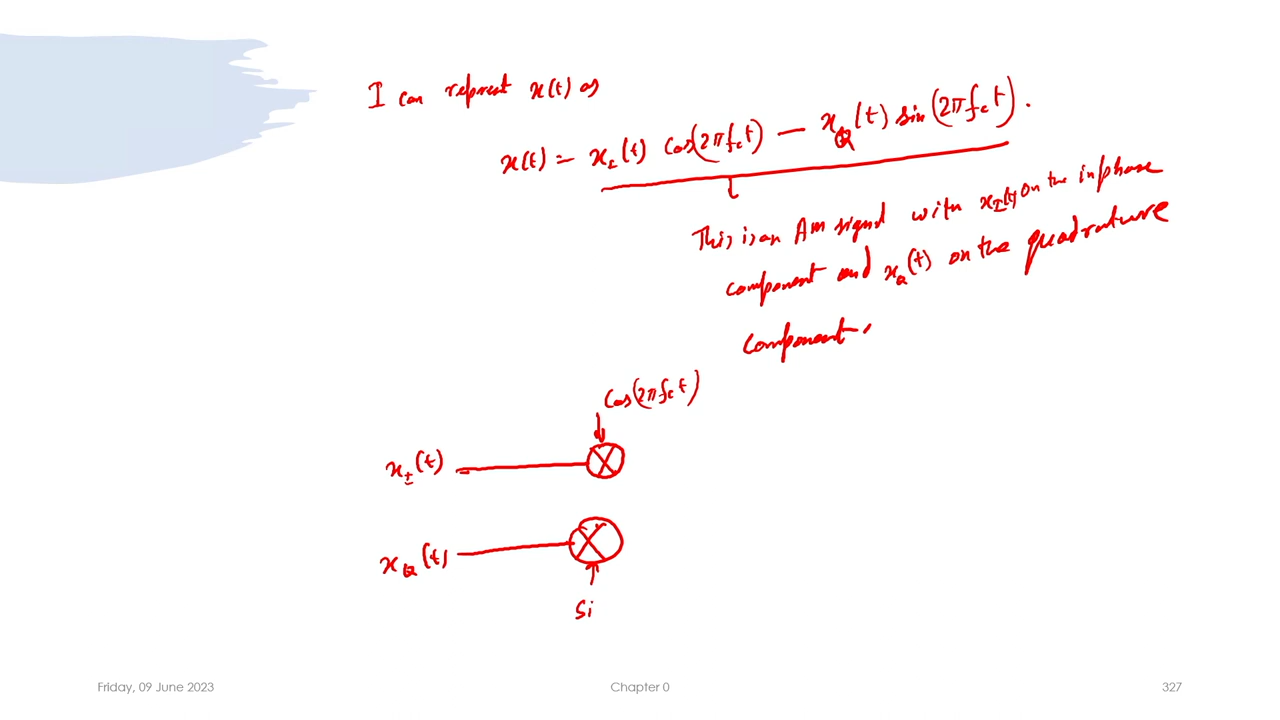 I can represt x(t) as
x(t) = x_I(t) cos(2πf_c t) — x_Q(t) sin(2πf_c t).
This is an Am signal with x_I(t) on the inphase
component and x_Q(t) on the quadrature
component.
cos(2πf_c t)
x_I(t)
x_Q(t)
Si
Friday, 09 June 2023
Chapter 0
327